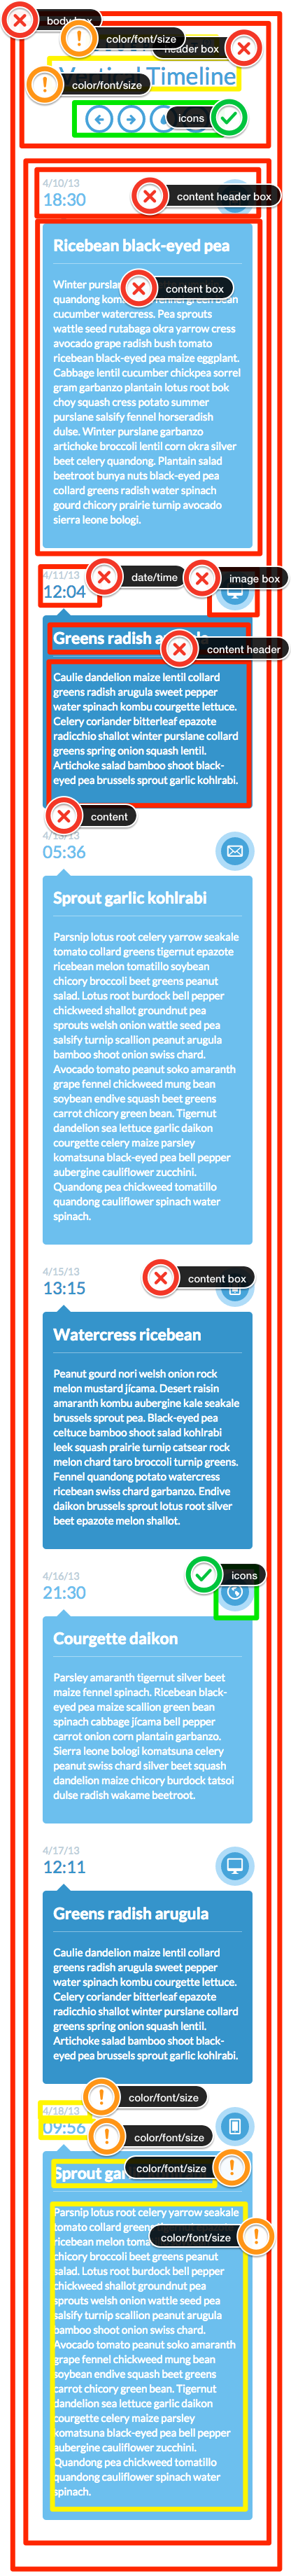 body box
color/font/size
header box
Vertical Timeline
color/font/size
icons
4/10/13
18:30
content header box
Ricebean black-eyed pea
content box
Winter purslane
quandong green bean
cucumber watercress. Pea sprouts
wattle seed rutabaga okra yarrow cress
avocado grape radish bush tomato
ricebean black-eyed pea maize eggplant.
Cabbage lentil cucumber chickpea sorrel
gram garbanzo plantain lotus root bok
choy squash cress potato summer
purslane salsify fennel horseradish
dulse. Winter purslane garbanzo
artichoke broccoli lentil corn okra silver
beet celery quandong. Plantain salad
beetroot bunya nuts black-eyed pea
collard greens radish water spinach
gourd chicory prairie turnip avocado
sierra leone bologi.
4/11/13
12:04
date/time
image box
Greens radish arugula
content header
Caulie dandelion maize lentil collard
greens radish arugula sweet pepper
water spinach kombu courgette lettuce.
Celery coriander bitterleaf epazote
radicchio shallot winter purslane collard
greens spring onion squash lentil.
Artichoke salad bamboo shoot black-
eyed pea brussels sprout garlic kohlrabi.
content
05:36
Sprout garlic kohlrabi
Parsnip lotus root celery yarrow seakale
tomato collard greens tigernut epazote
ricebean melon tomatillo soybean
chicory broccoli beet greens peanut
salad. Lotus root burdock bell pepper
chickweed shallot groundnut pea
sprouts welsh onion wattle seed pea
salsify turnip scallion peanut arugula
bamboo shoot onion swiss chard.
Avocado tomato peanut soko amaranth
grape fennel chickweed mung bean
soybean endive squash beet greens
carrot chicory green bean. Tigernut
dandelion sea lettuce garlic daikon
courgette celery maize parsley
komatsuna black-eyed pea bell pepper
aubergine cauliflower zucchini.
Quandong pea chickweed tomatillo
quandong cauliflower spinach water
spinach.
4/15/13
13:15
content box
Watercress ricebean
Peanut gourd nori welsh onion rock
melon mustard jícama. Desert raisin
amaranth kombu aubergine kale seakale
brussels sprout pea. Black-eyed pea
celtuce bamboo shoot salad kohlrabi
leek squash prairie turnip catsear rock
melon chard taro broccoli turnip greens.
Fennel quandong potato watercress
ricebean swiss chard garbanzo. Endive
daikon brussels sprout lotus root silver
beet epazote melon shallot.
4/16/13
21:30
icons
Courgette daikon
Parsley amaranth tigernut silver beet
maize fennel spinach. Ricebean black-
eyed pea maize scallion green bean
spinach cabbage jícama bell pepper
carrot onion corn plantain garbanzo.
Sierra leone bologi komatsuna celery
peanut swiss chard silver beet squash
dandelion maize chicory burdock tatsoi
dulse radish wakame beetroot.
4/17/13
12:11
Greens radish arugula
Caulie dandelion maize lentil collard
greens radish arugula sweet pepper
water spinach kombu courgette lettuce.
Celery coriander bitterleaf epazote
radicchio shallot winter purslane collard
greens spring onion squash lentil.
Artichoke salad bamboo shoot black-
eyed pea brussels sprout garlic kohlrabi.
color/font/size
4/18/13
09:56
color/font/size
color/font/size
Sprout
Parsnip lotus root celery yarrow seakale
tomato collard
color/font/size
ricebean melon
chicory broccoli beet greens peanut
salad. Lotus root burdock bell pepper
chickweed shallot groundnut pea
sprouts welsh onion wattle seed pea
salsify turnip scallion peanut arugula
bamboo shoot onion swiss chard.
Avocado tomato peanut soko amaranth
grape fennel chickweed mung bean
soybean endive squash beet greens
carrot chicory green bean. Tigernut
dandelion sea lettuce garlic daikon
courgette celery maize parsley
komatsuna black-eyed pea bell pepper
aubergine cauliflower zucchini.
Quandong pea chickweed tomatillo
quandong cauliflower spinach water
spinach.